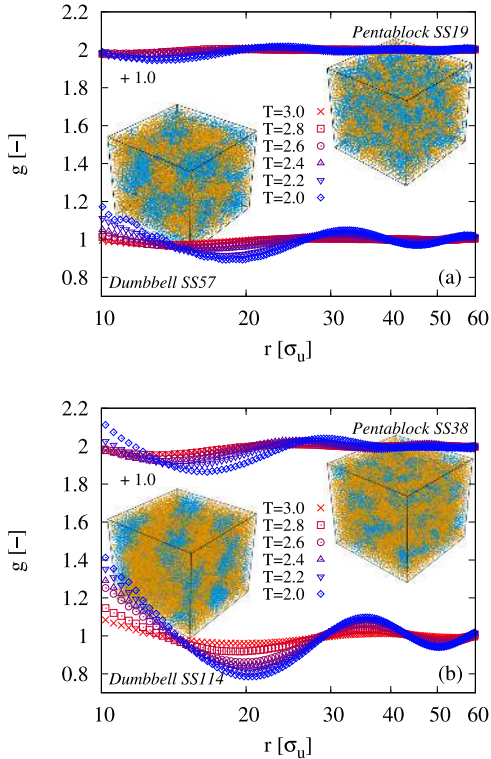 2.2
2
1.8
1.6
1.4
1.2
1
0.8
g [−]
Pentablock SS19
+ 1.0
T=3.0
T=2.8
T=2.6
T=2.4
T=2.2
T=2.0
Dumbbell SS57
(a)
10 20 30 40 50 60
r [σu]
2.2
2
1.8
1.6
1.4
1.2
1
0.8
g [−]
Pentablock SS38
+ 1.0
T=3.0
T=2.8
T=2.6
T=2.4
T=2.2
T=2.0
Dumbbell SS114
(b)
10 20 30 40 50 60
r [σu]